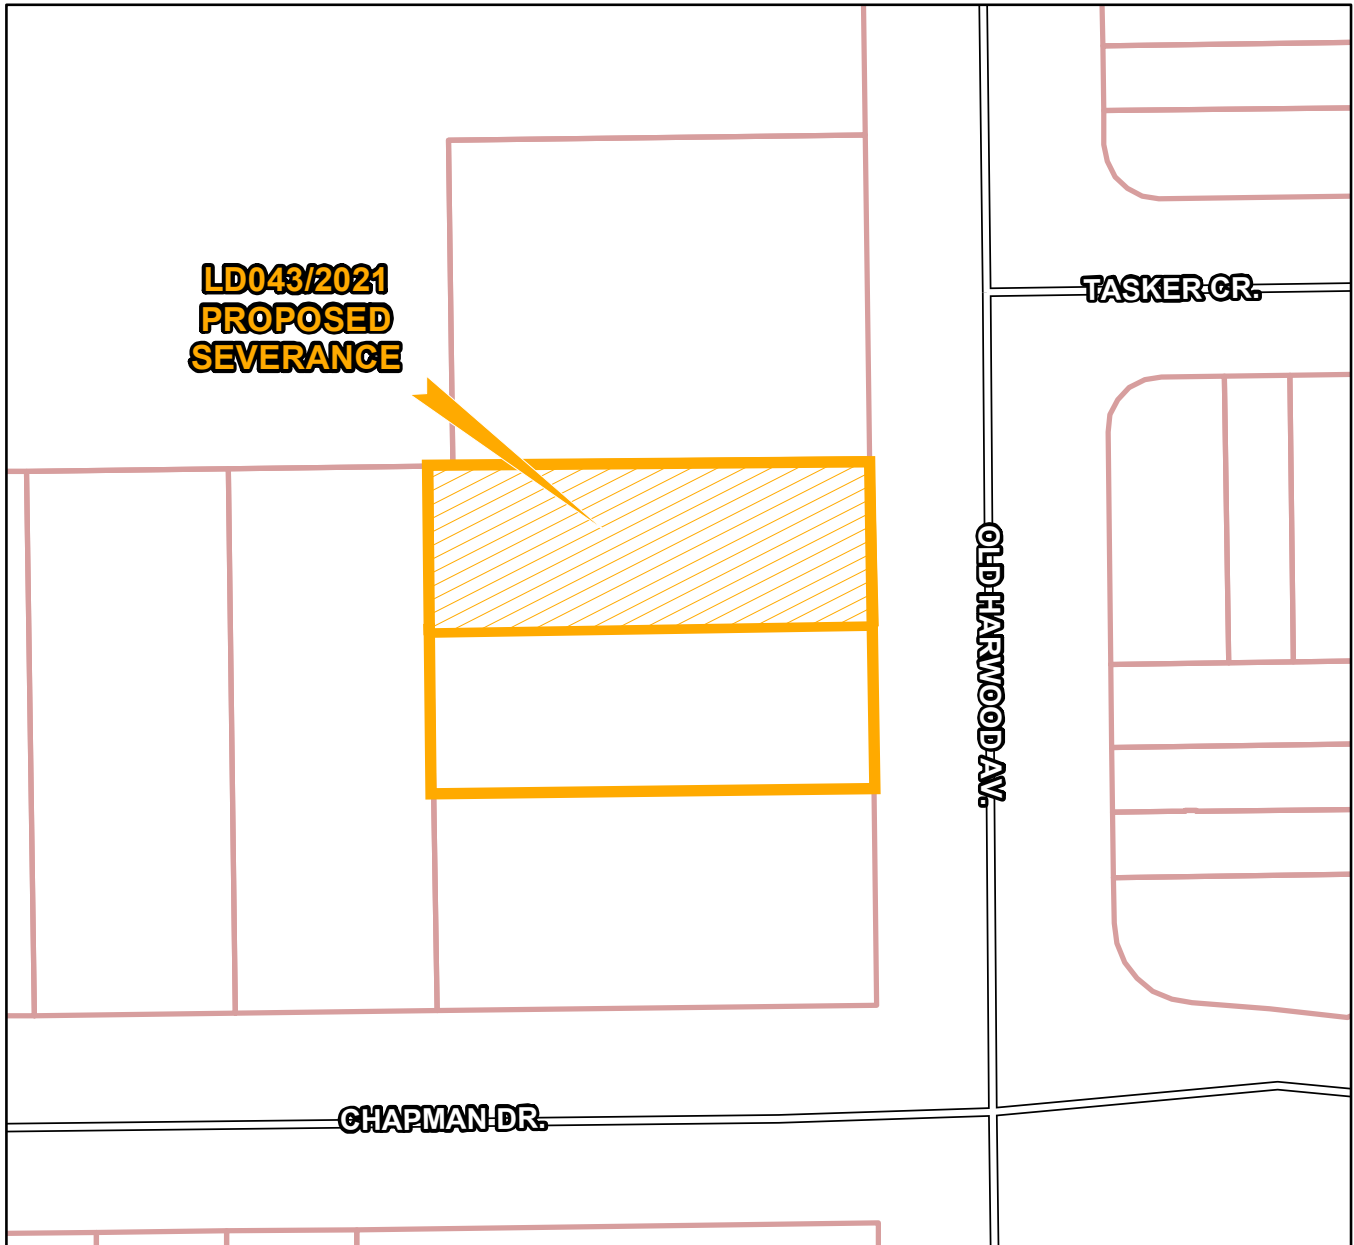 LD043/2021
PROPOSED
SEVERANCE
TASKER CR.
OLD HARWOOD AV.
CHAPMAN DR.